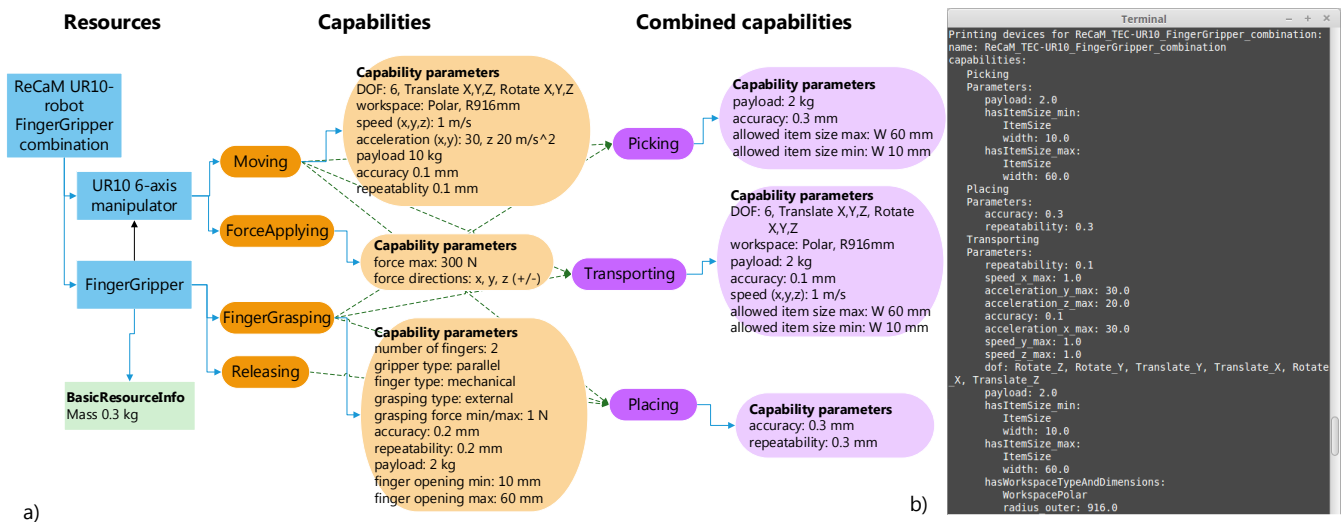 Resources
Capabilities
Combined capabilities
ReCaM UR10-
robot
FingerGripper
combination
UR10 6-axis
manipulator
FingerGripper
BasicResourceInfo
Mass 0.3 kg
Moving
ForceApplying
FingerGrasping
Releasing
Capability parameters
DOF: 6, Translate X,Y,Z, Rotate X,Y,Z
workspace: Polar, R916mm
speed (x,y,z): 1 m/s
acceleration (x,y): 30, z 20 m/s^2
payload 10 kg
accuracy 0.1 mm
repeatablity 0.1 mm
Capability parameters
force max: 300 N
force directions: x, y, z (+/-)
Capability parameters
number of fingers: 2
gripper type: parallel
finger type: mechanical
grasping type: external
grasping force min/max: 1 N
accuracy: 0.2 mm
repeatability: 0.2 mm
payload: 2 kg
finger opening min: 10 mm
finger opening max: 60 mm
Picking
Transporting
Placing
Capability parameters
payload: 2 kg
accuracy: 0.3 mm
allowed item size max: W 60 mm
allowed item size min: W 10 mm
Capability parameters
DOF: 6, Translate X,Y,Z, Rotate
X,Y,Z
workspace: Polar, R916mm
payload: 2 kg
accuracy: 0.1 mm
speed (x,y,z): 1 m/s
allowed item size max: W 60 mm
allowed item size min: W 10 mm
Capability parameters
accuracy: 0.3 mm
repeatability: 0.3 mm
a)
b)
Terminal
Printing devices for ReCaM_TEC-UR10_FingerGripper_combination:
name: ReCaM_TEC-UR10_FingerGripper_combination
capabilities:
Picking
Parameters:
payload: 2.0
hasItemSize_min:
ItemSize
width: 10.0
hasItemSize_max:
ItemSize
width: 60.0
Placing
Parameters:
accuracy: 0.3
repeatability: 0.3
Transporting
Parameters:
repeatability: 0.1
speed_x_max: 1.0
acceleration_y_max: 30.0
acceleration_z_max: 20.0
accuracy: 0.1
acceleration_x_max: 30.0
speed_y_max: 1.0
speed_z_max: 1.0
dof: Rotate_Z, Rotate_Y, Translate_Y, Translate_X, Rotate
_X, Translate_Z
payload: 2.0
hasItemSize_min:
ItemSize
width: 10.0
hasItemSize_max:
ItemSize
width: 60.0
hasWorkspaceTypeAndDimensions:
WorkspacePolar
radius_outer: 916.0